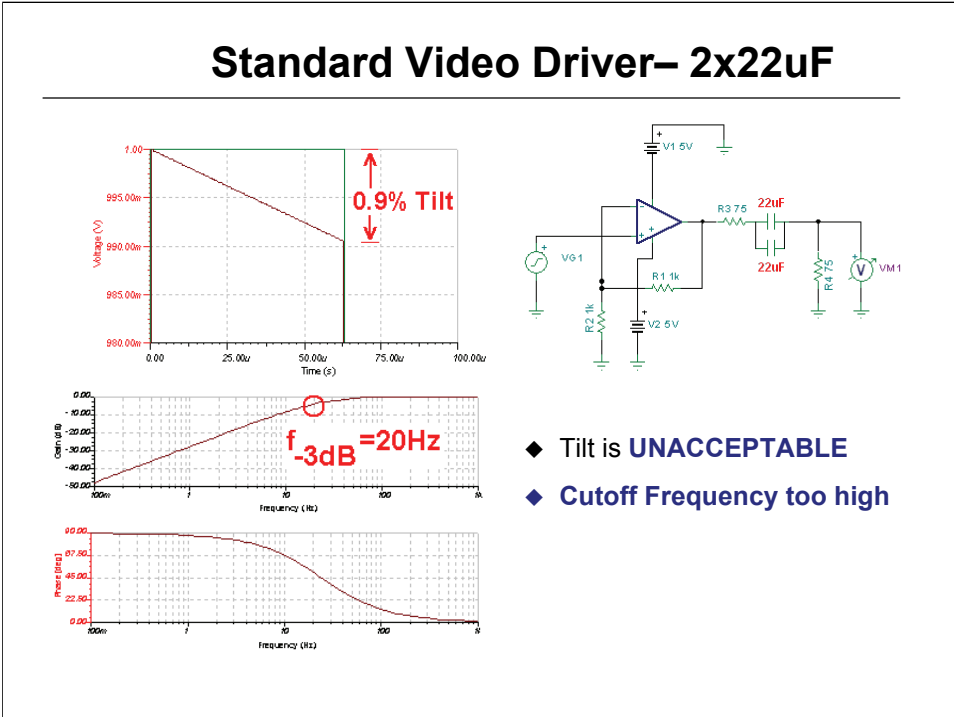 Standard Video Driver– 2x22uF
1.00
995.00m
990.00m
985.00m
980.00m
Voltage (V)
0.9% Tilt
0.00
25.00u
50.00u
75.00u
100.00u
Time (s)
V1 5V
+
-
+
+
VG1
R3 75
22uF
22uF
R1 1k
R2 1k
+
V2 5V
R4 75
+
V
VM1
0.00
-10.00
-20.00
-30.00
-40.00
-50.00
Gain (dB)
f-3dB=20Hz
100m
1
10
100
1k
Frequency (Hz)
90.00
67.50
45.00
22.50
0.00
Phase [deg]
100m
1
10
100
1k
Frequency (Hz)
◆ Tilt is UNACCEPTABLE
◆ Cutoff Frequency too high